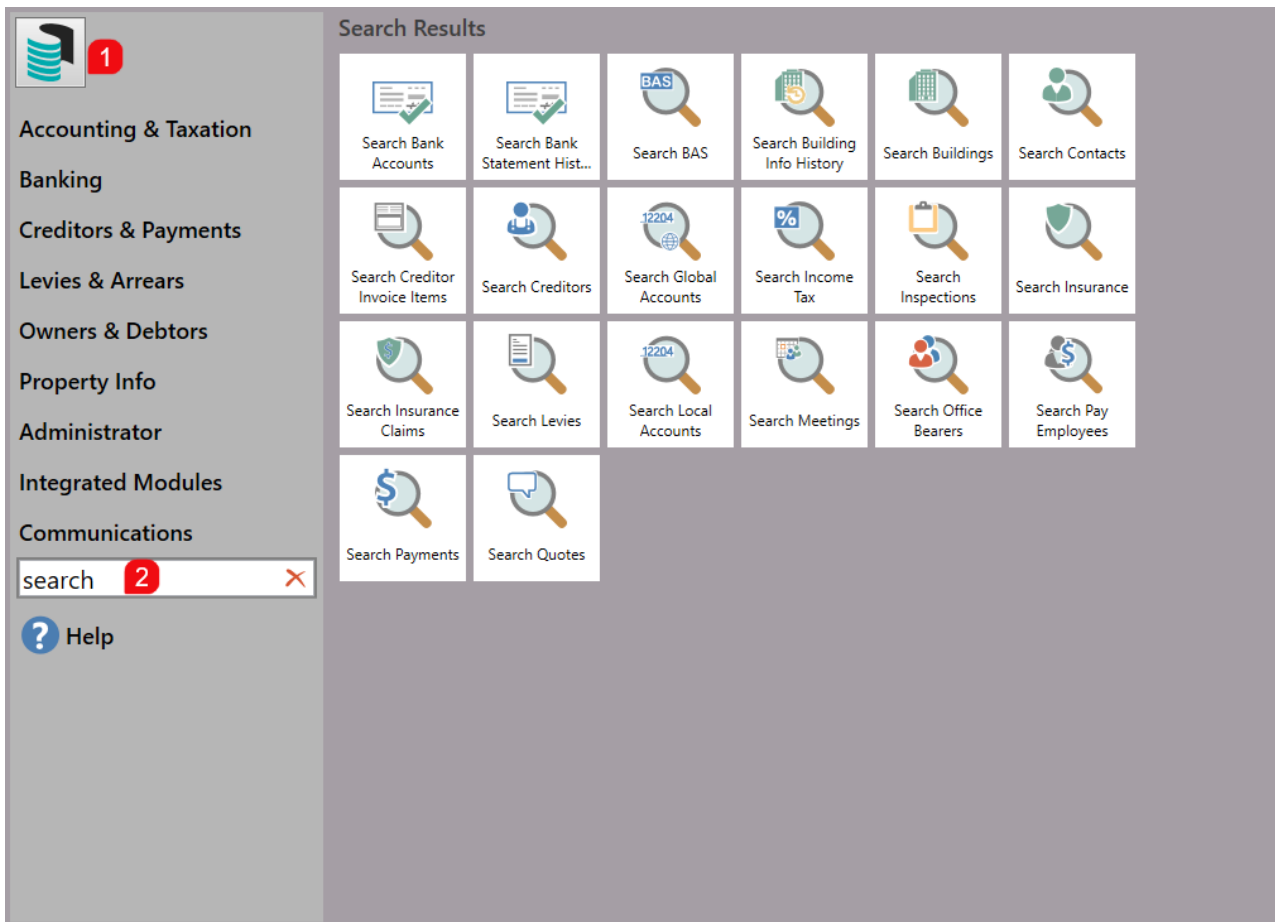 1
Accounting & Taxation
Banking
Creditors & Payments
Levies & Arrears
Owners & Debtors
Property Info
Administrator
Integrated Modules
Communications
search 2
Help
Search Results
Search Bank
Accounts
Search Bank
Statement Hist...
BAS
Search BAS
Search Building
Info History
Search Buildings
Search Contacts
Search Creditor
Invoice Items
Search Creditors
12204
Search Global
Accounts
%
Search Income
Tax
Search
Inspections
Search Insurance
$
Search Insurance
Claims
Search Levies
12204
Search Local
Accounts
Search Meetings
Search Office
Bearers
$
Search Pay
Employees
$
Search Payments
Search Quotes